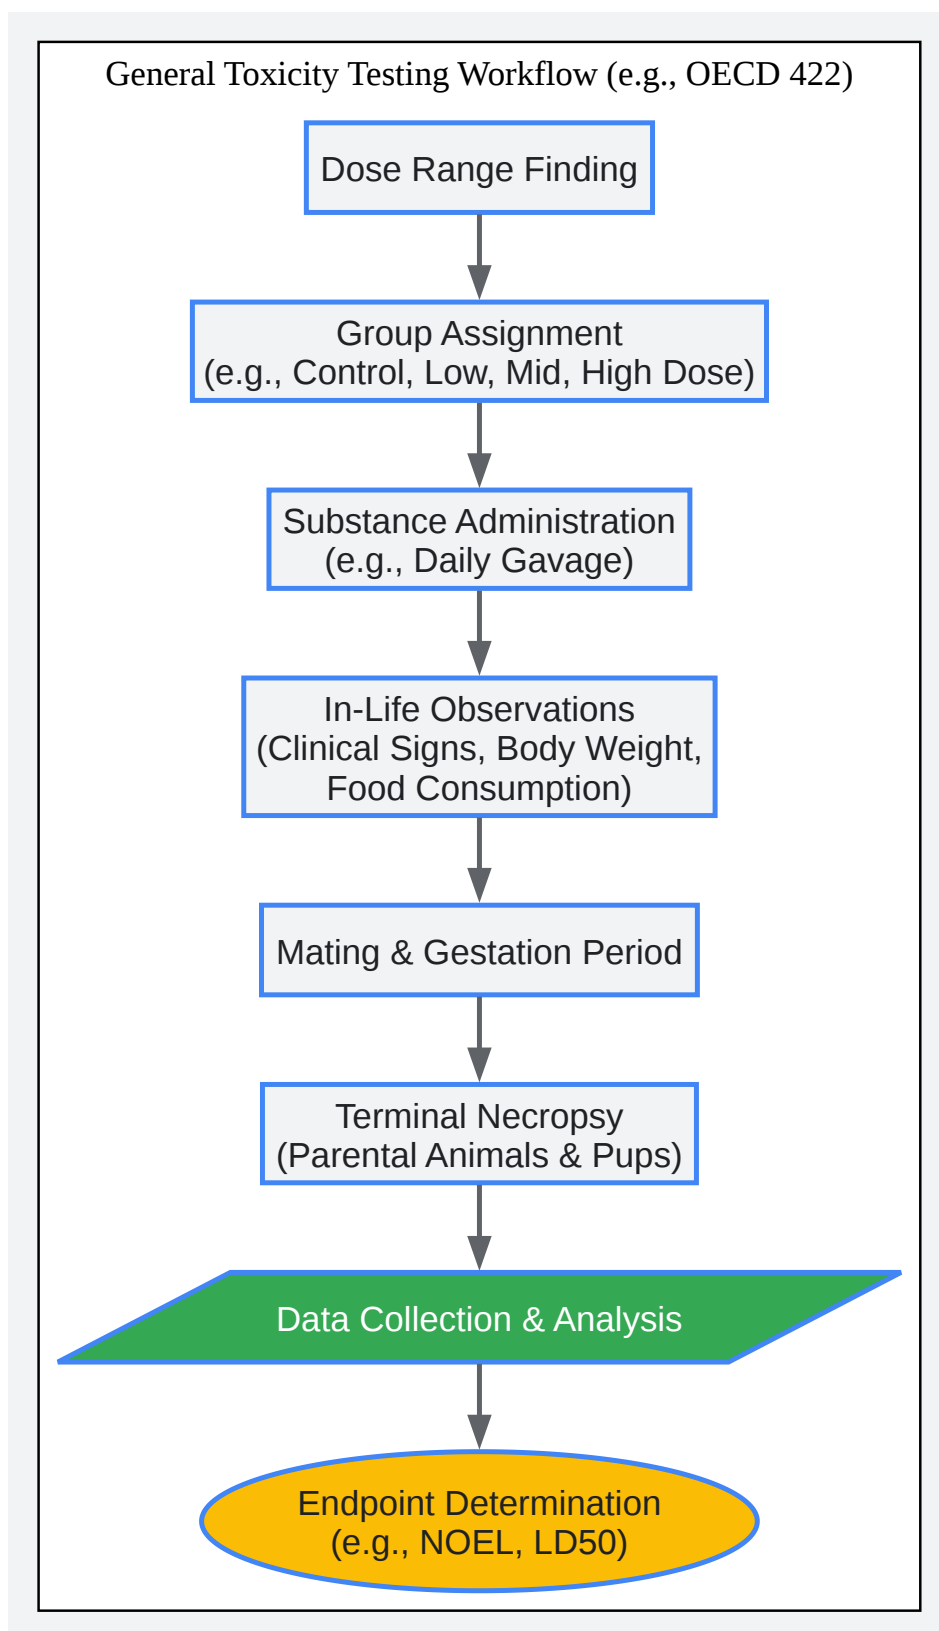 General Toxicity Testing Workflow (e.g., OECD 422)
Dose Range Finding
Group Assignment
(e.g., Control, Low, Mid, High Dose)
Substance Administration
(e.g., Daily Gavage)
In-Life Observations
(Clinical Signs, Body Weight,
Food Consumption)
Mating & Gestation Period
Terminal Necropsy
(Parental Animals & Pups)
Data Collection & Analysis
Endpoint Determination
(e.g., NOEL, LD50)